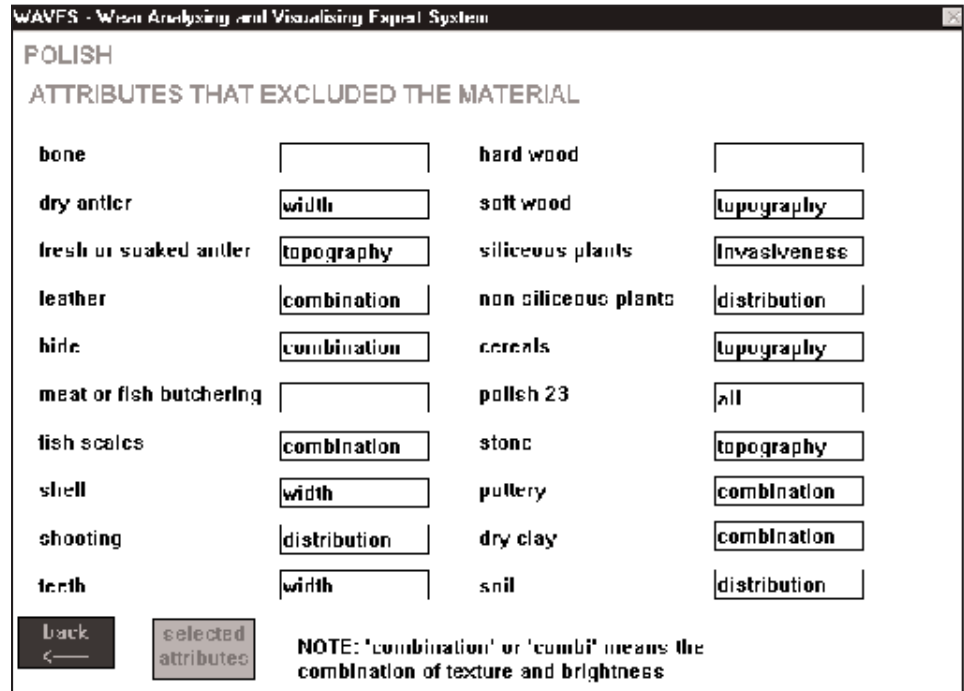 WAVES - Wear Analyzing and Visualising Expert System
POLISH
ATTRIBUTES THAT EXCLUDED THE MATERIAL
bone hard wood
dry antler width soft wood topography
fresh or soaked antler topography siliceous plants invasiveness
leather combination non siliceous plants distribution
hide combination cereals topography
meat or fish butchering polish 23 all
fish scales combination stone topography
shell width pottery combination
shooting distribution dry clay combination
teeth width soil distribution
back selected
<— attributes
NOTE: 'combination' or 'combi' means the
combination of texture and brightness